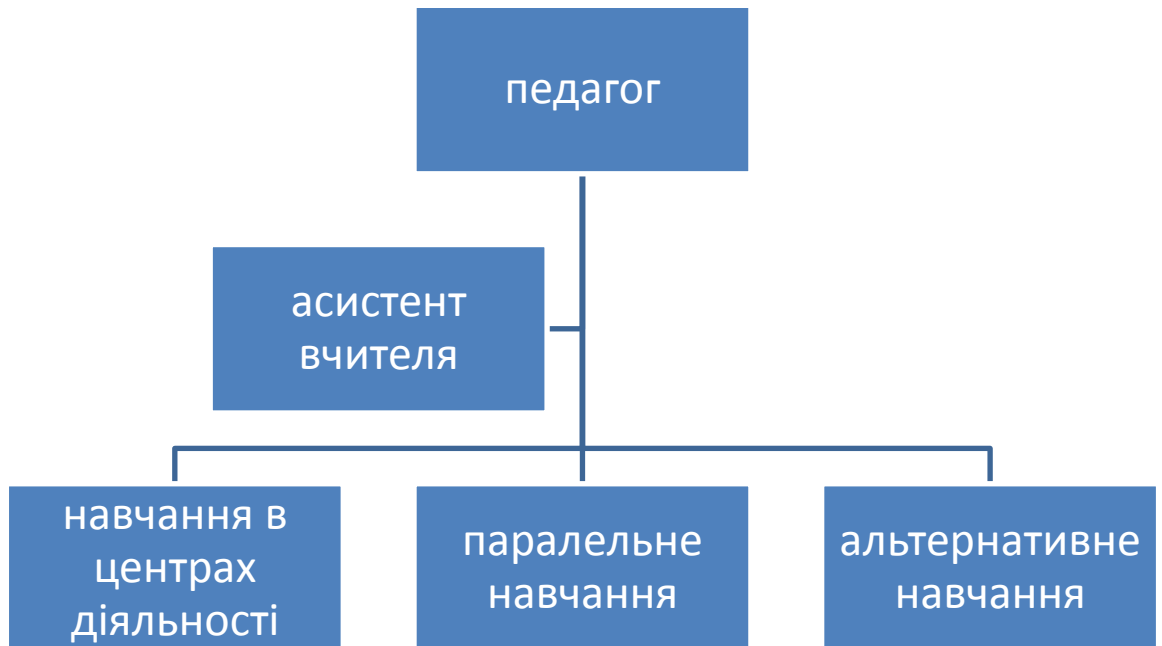 педагог
асистент
вчителя
навчання в
центрах
діяльності
паралельне
навчання
альтернативне
навчання